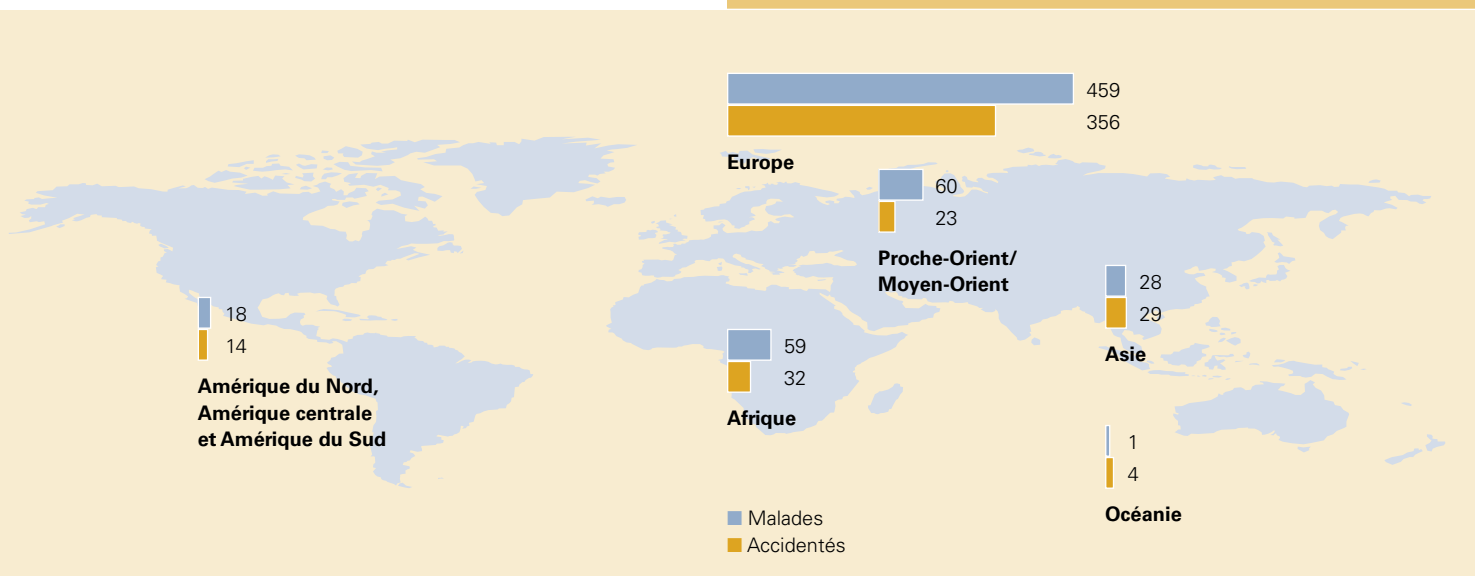 459
356
Europe
60
23
Proche-Orient/
Moyen-Orient
28
29
Asie
18
14
Amérique du Nord,
Amérique centrale
et Amérique du Sud
59
32
Afrique
1
4
Océanie
Malades
Accidentés